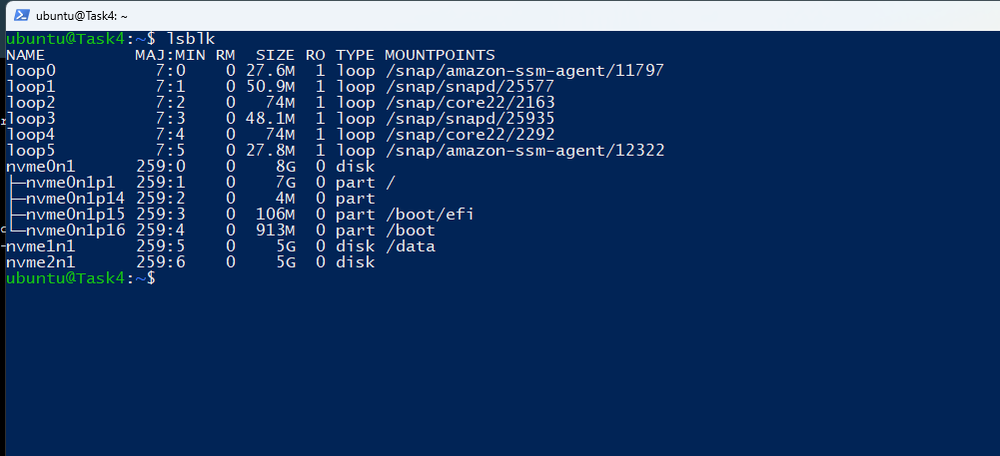 ubuntu@Task4: ~
ubuntu@Task4:~$ lsblk
NAME         MAJ:MIN RM  SIZE RO TYPE MOUNTPOINTS
loop0          7:0    0 27.6M  1 loop /snap/amazon-ssm-agent/11797
loop1          7:1    0 50.9M  1 loop /snap/snapd/25577
loop2          7:2    0   74M  1 loop /snap/core22/2163
loop3          7:3    0 48.1M  1 loop /snap/snapd/25935
loop4          7:4    0   74M  1 loop /snap/core22/2292
loop5          7:5    0 27.8M  1 loop /snap/amazon-ssm-agent/12322
nvme0n1      259:0    0    8G  0 disk
├─nvme0n1p1  259:1    0    7G  0 part /
├─nvme0n1p14 259:2    0    4M  0 part
├─nvme0n1p15 259:3    0  106M  0 part /boot/efi
└─nvme0n1p16 259:4    0  913M  0 part /boot
nvme1n1      259:5    0    5G  0 disk /data
nvme2n1      259:6    0    5G  0 disk
ubuntu@Task4:~$